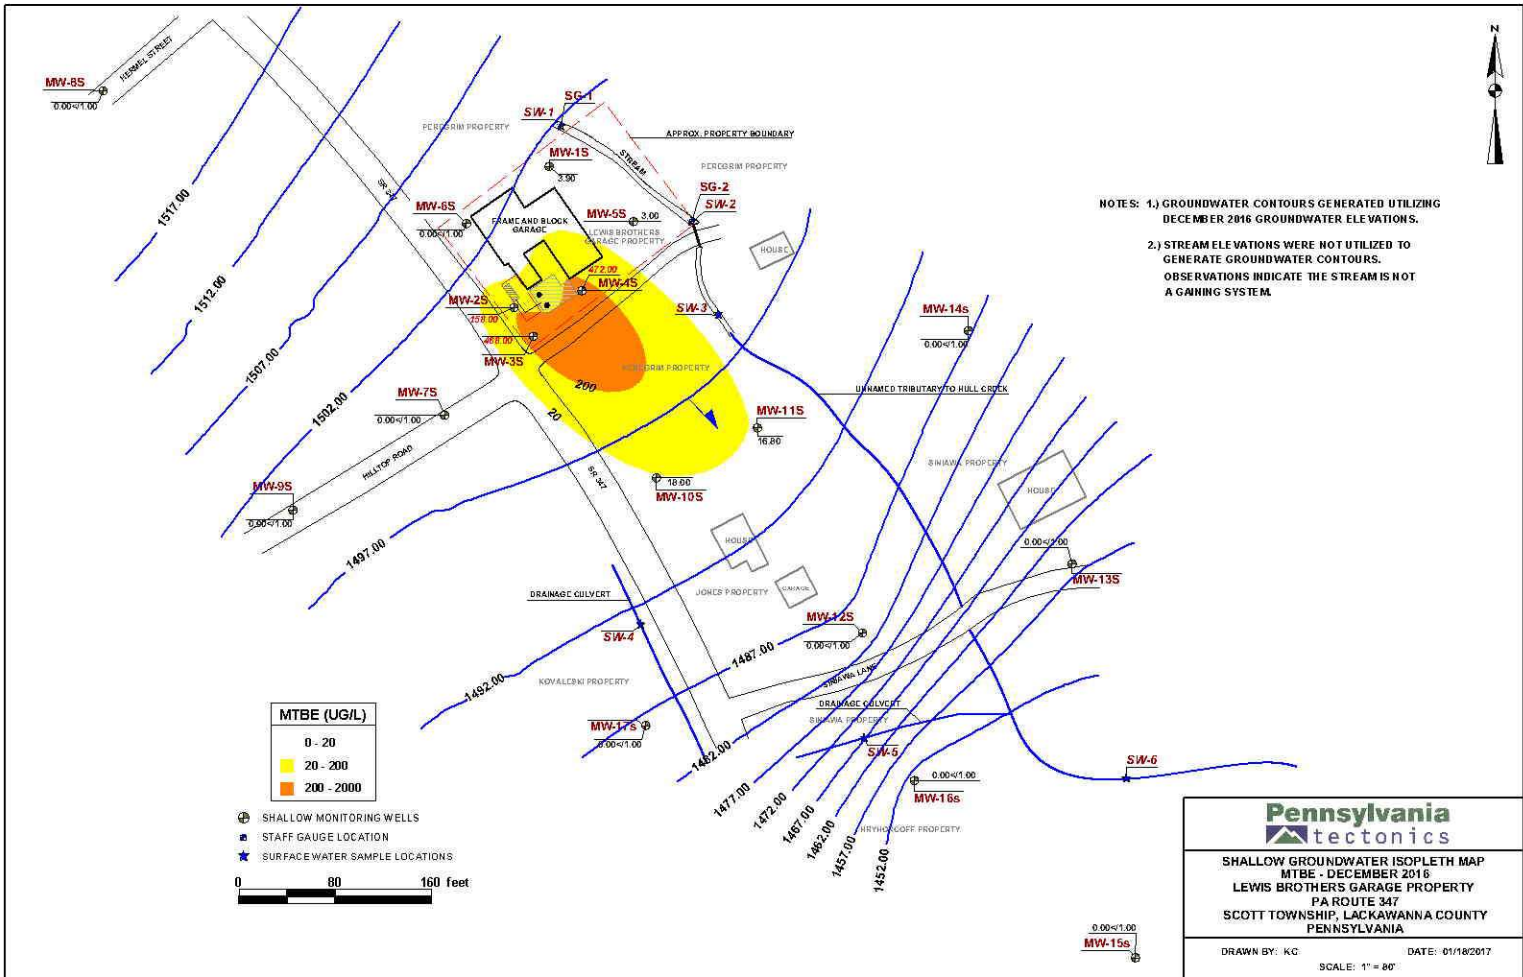 N
HERMEL STREET
MW-8S
0.00</1.00
SG-1
SW-1
PEREGRIM PROPERTY
APPROX. PROPERTY BOUNDARY
STREAM
MW-1S
3.90
PEREGRIM PROPERTY
1517.00
SG-2
SW-2
MW-6S
0.00</1.00
FRAME AND BLOCK
GARAGE
MW-5S
3.00
LEWIS BROTHERS
GARAGE PROPERTY
HOUSE
NOTES: 1.) GROUNDWATER CONTOURS GENERATED UTILIZING
DECEMBER 2016 GROUNDWATER ELEVATIONS.
2.) STREAM ELEVATIONS WERE NOT UTILIZED TO
GENERATE GROUNDWATER CONTOURS.
OBSERVATIONS INDICATE THE STREAM IS NOT
A GAINING SYSTEM.
1512.00
472.00
MW-4S
MW-2S
158.00
SW-3
MW-14s
0.00</1.00
468.00
MW-3S
1507.00
PEREGRIM PROPERTY
200
20
MW-7S
0.00</1.00
1502.00
UNNAMED TRIBUTARY TO HULL CREEK
MW-11S
16.80
HILLTOP ROAD
SR 347
SINIAWA PROPERTY
HOUSE
MW-9S
0.00</1.00
18.00
MW-10S
1497.00
HOUSE
GARAGE
0.00</1.00
MW-13S
DRAINAGE CULVERT
JONES PROPERTY
MW-12S
0.00</1.00
SW-4
1487.00
SINIAWA LANE
1492.00
KOVALESKI PROPERTY
DRAINAGE CULVERT
SINIAWA PROPERTY
MW-17s
0.00</1.00
SW-5
1482.00
SW-6
0.00</1.00
MW-16s
1477.00
1472.00
1467.00
1462.00
1457.00
1452.00
MTBE (UG/L)
0 - 20
20 - 200
200 - 2000
SHALLOW MONITORING WELLS
STAFF GAUGE LOCATION
SURFACE WATER SAMPLE LOCATIONS
0 80 160 feet
0.00</1.00
MW-15s
Pennsylvania
tectonics
SHALLOW GROUNDWATER ISOPLETH MAP
MTBE - DECEMBER 2016
LEWIS BROTHERS GARAGE PROPERTY
PA ROUTE 347
SCOTT TOWNSHIP, LACKAWANNA COUNTY
PENNSYLVANIA
DRAWN BY: KC DATE: 01/18/2017
SCALE: 1" = 80'